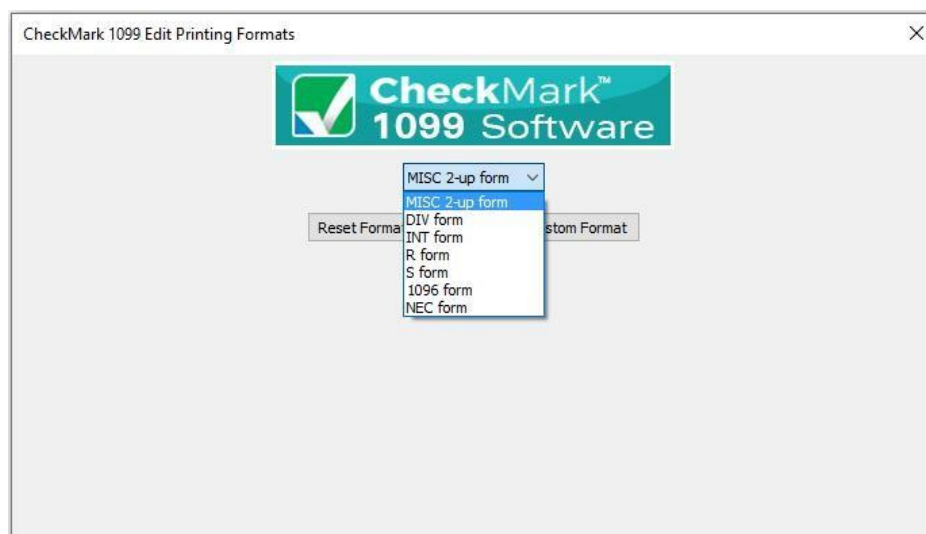 CheckMark 1099 Edit Printing Formats
CheckMark™
1099 Software
MISC 2-up form
MISC 2-up form
DIV form
Reset Forma stom Format
INT form
R form
S form
1096 form
NEC form